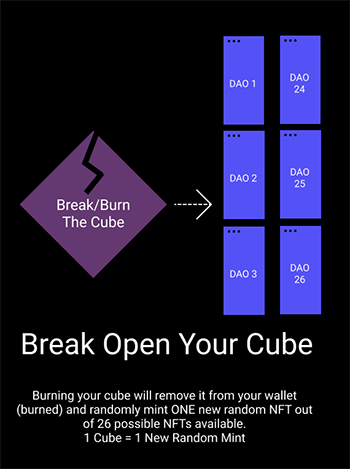 DAO 1
DAO
24
Break/Burn
The Cube
DAO 2
DAO
25
DAO 3
DAO
26
Break Open Your Cube
Burning your cube will remove it from your wallet
(burned) and randomly mint ONE new random NFT out
of 26 possible NFTs available.
1 Cube = 1 New Random Mint